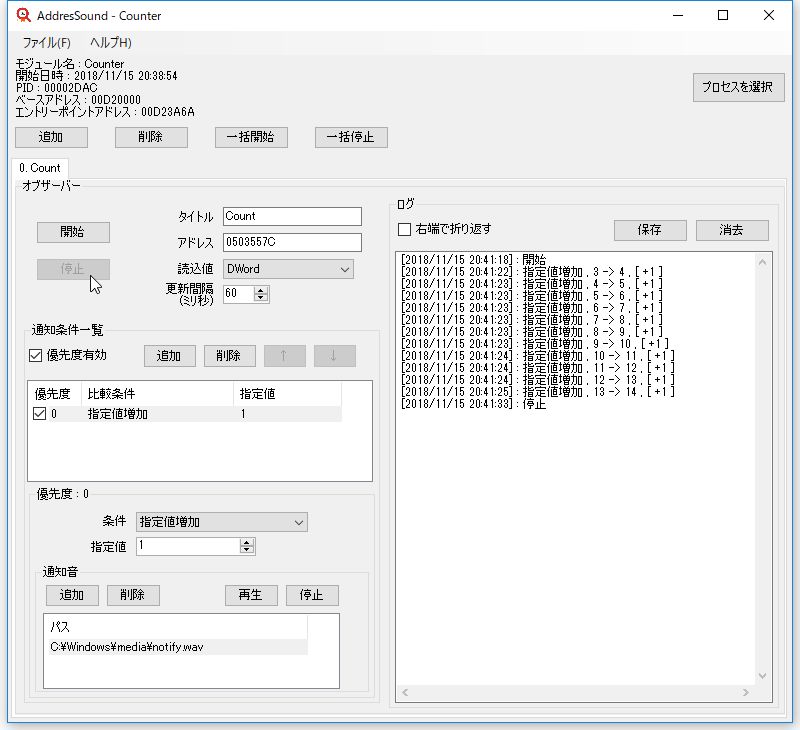 AddresSound - Counter
ファイル(F) ヘルプ(H)
モジュール名 : Counter
開始日時 : 2018/11/15 20:38:54
PID : 00002DAC
ベースアドレス : 00D20000
エントリーポイントアドレス : 00D23A6A
プロセスを選択
追加 削除 一括開始 一括停止
0. Count
オブザーバー
開始
停止
タイトル Count
アドレス 0503557C
読込値 DWord
更新間隔
(ミリ秒) 60
通知条件一覧
優先度有効 追加 削除 ↑ ↓
優先度 比較条件 指定値
0 指定値増加 1
優先度 : 0
条件 指定値増加
指定値 1
通知音
追加 削除 再生 停止
パス
C:¥Windows¥media¥notify.wav
ログ
右端で折り返す 保存 消去
[2018/11/15 20:41:18] : 開始
[2018/11/15 20:41:22] : 指定値増加 , 3 -> 4 , [ +1 ]
[2018/11/15 20:41:23] : 指定値増加 , 4 -> 5 , [ +1 ]
[2018/11/15 20:41:23] : 指定値増加 , 5 -> 6 , [ +1 ]
[2018/11/15 20:41:23] : 指定値増加 , 6 -> 7 , [ +1 ]
[2018/11/15 20:41:23] : 指定値増加 , 7 -> 8 , [ +1 ]
[2018/11/15 20:41:23] : 指定値増加 , 8 -> 9 , [ +1 ]
[2018/11/15 20:41:23] : 指定値増加 , 9 -> 10 , [ +1 ]
[2018/11/15 20:41:24] : 指定値増加 , 10 -> 11 , [ +1 ]
[2018/11/15 20:41:24] : 指定値増加 , 11 -> 12 , [ +1 ]
[2018/11/15 20:41:24] : 指定値増加 , 12 -> 13 , [ +1 ]
[2018/11/15 20:41:25] : 指定値増加 , 13 -> 14 , [ +1 ]
[2018/11/15 20:41:33] : 停止